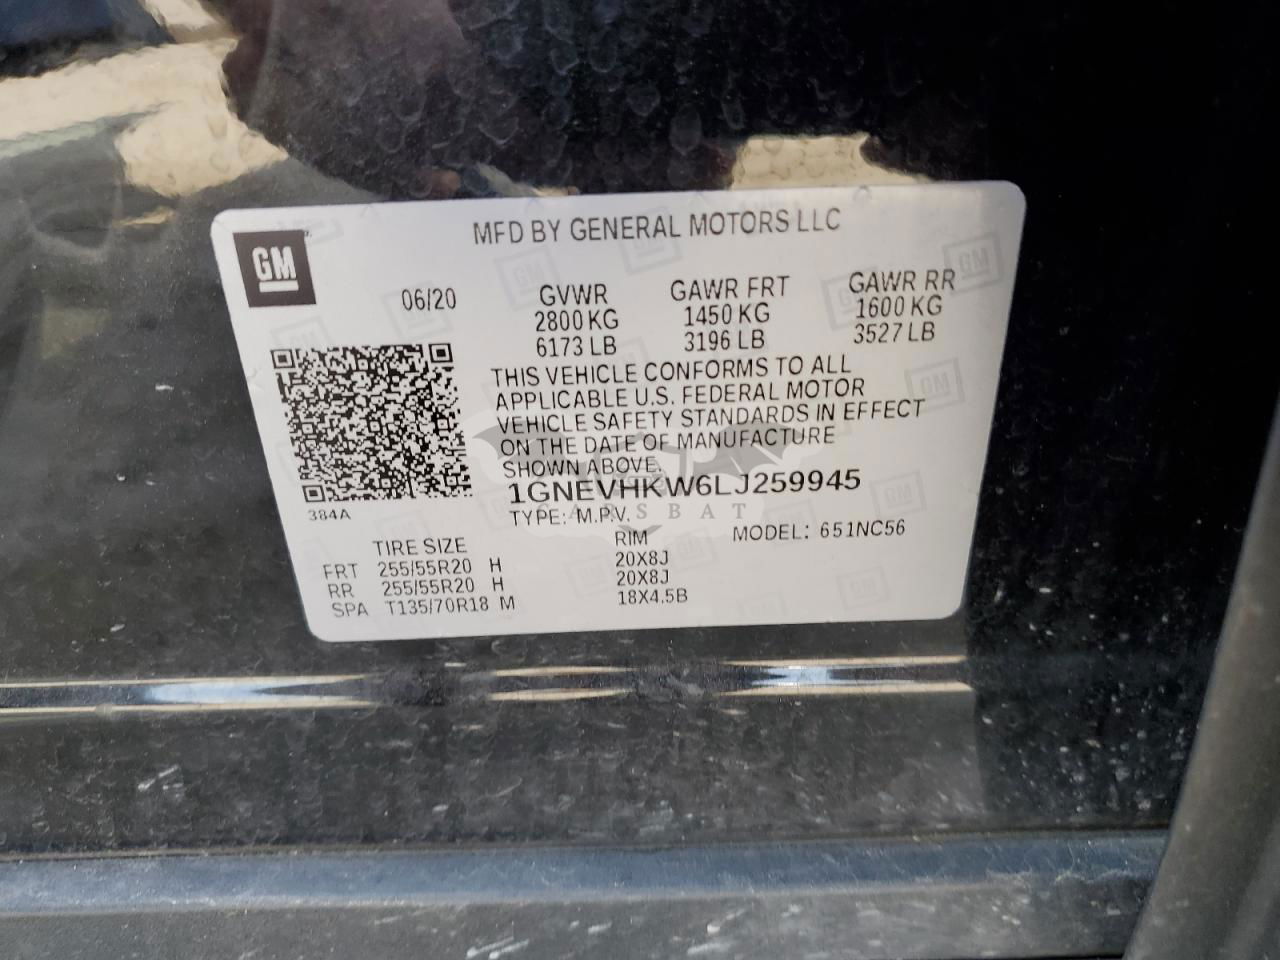 MFD BY GENERAL MOTORS LLC
GM
06/20
GVWR GAWR FRT GAWR RR
2800 KG 1450 KG 1600 KG
6173 LB 3196 LB 3527 LB
THIS VEHICLE CONFORMS TO ALL
APPLICABLE U.S. FEDERAL MOTOR
VEHICLE SAFETY STANDARDS IN EFFECT
ON THE DATE OF MANUFACTURE
SHOWN ABOVE.
1GNEVHKW6LJ259945
CARSBAT
384A
TYPE: M.P.V. MODEL: 651NC56
TIRE SIZE RIM
FRT 255/55R20 H 20X8J
RR 255/55R20 H 20X8J
SPA T135/70R18 M 18X4.5B